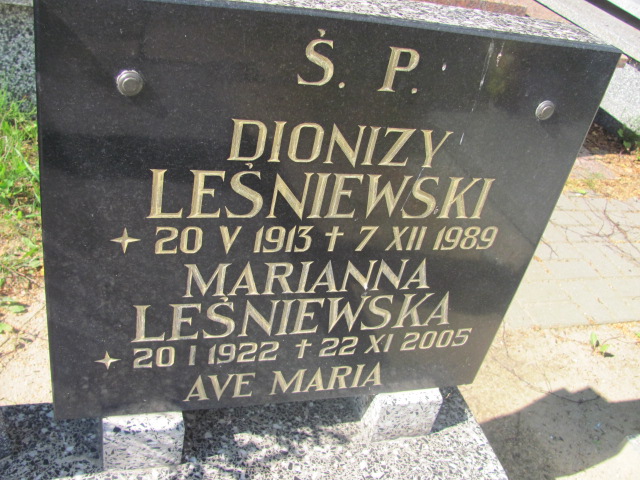 Ś. P.
DIONIZY
LEŚNIEWSKI
✦ 20 V 1913 ✝ 7 XII 1989
MARIANNA
LEŚNIEWSKA
✦ 20 I 1922 ✝ 22 XI 2005
AVE MARIA